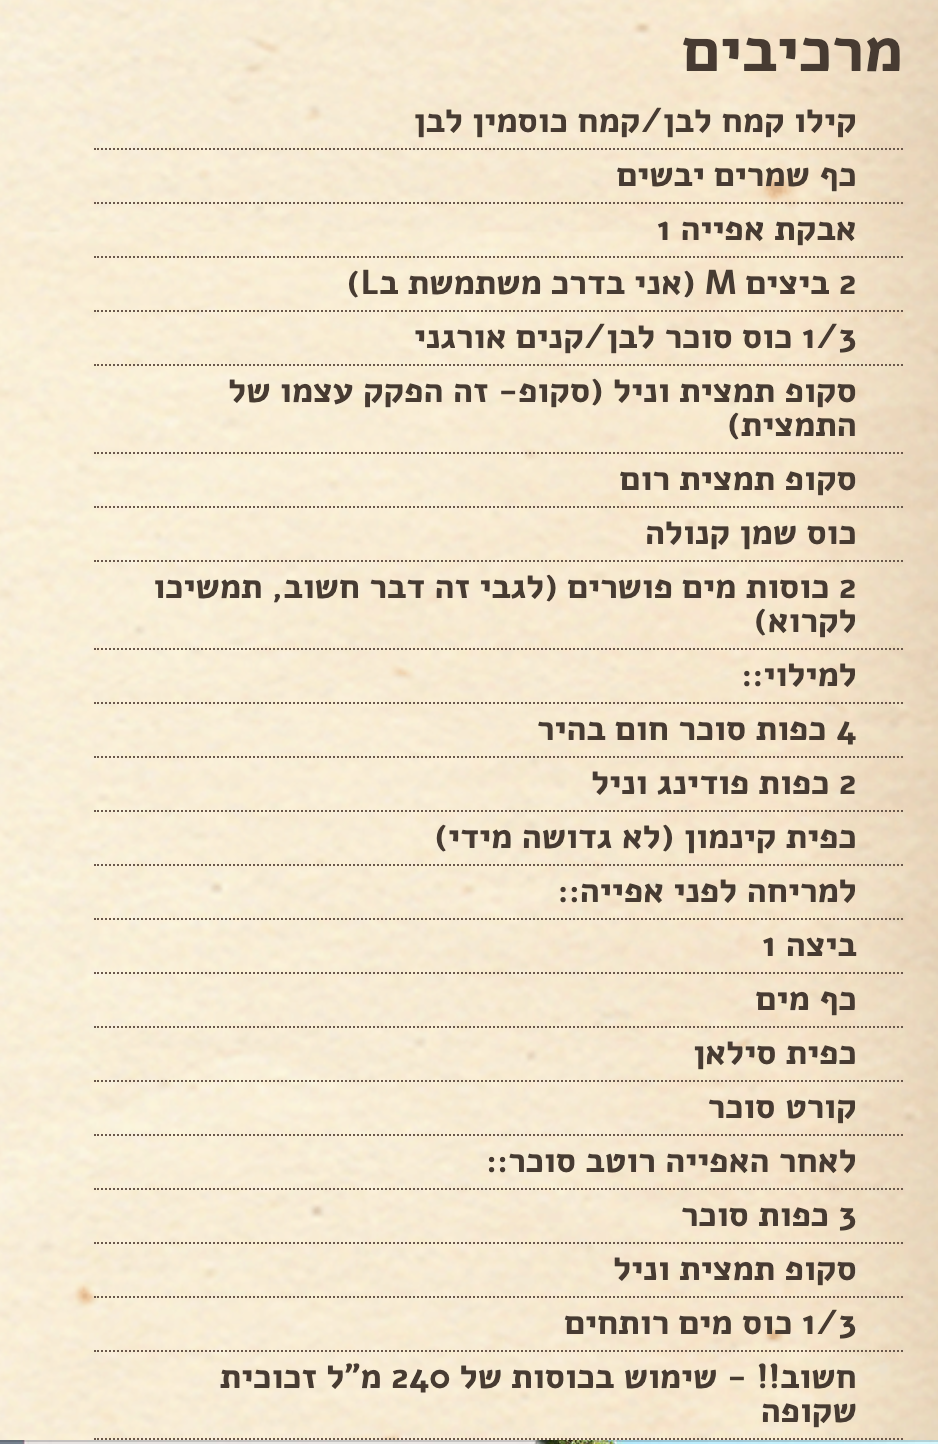 מרכיבים
קילו קמח לבן/קמח כוסמין לבן
כף שמרים יבשים
אבקת אפייה 1
2 ביצים M (אני בדרכ משתמשת בL)
1/3 כוס סוכר לבן/קנים אורגני
סקופ תמצית וניל (סקופ- זה הפקק עצמו של
התמצית)
סקופ תמצית רום
כוס שמן קנולה
2 כוסות מים פושרים (לגבי זה דבר חשוב, תמשיכו
לקרוא)
למילוי::
4 כפות סוכר חום בהיר
2 כפות פודינג וניל
כפית קינמון (לא גדושה מידי)
למריחה לפני אפייה::
ביצה 1
כף מים
כפית סילאן
קורט סוכר
לאחר האפייה רוטב סוכר::
3 כפות סוכר
סקופ תמצית וניל
1/3 כוס מים רותחים
חשוב!! - שימוש בכוסות של 240 מ"ל זכוכית
שקופה